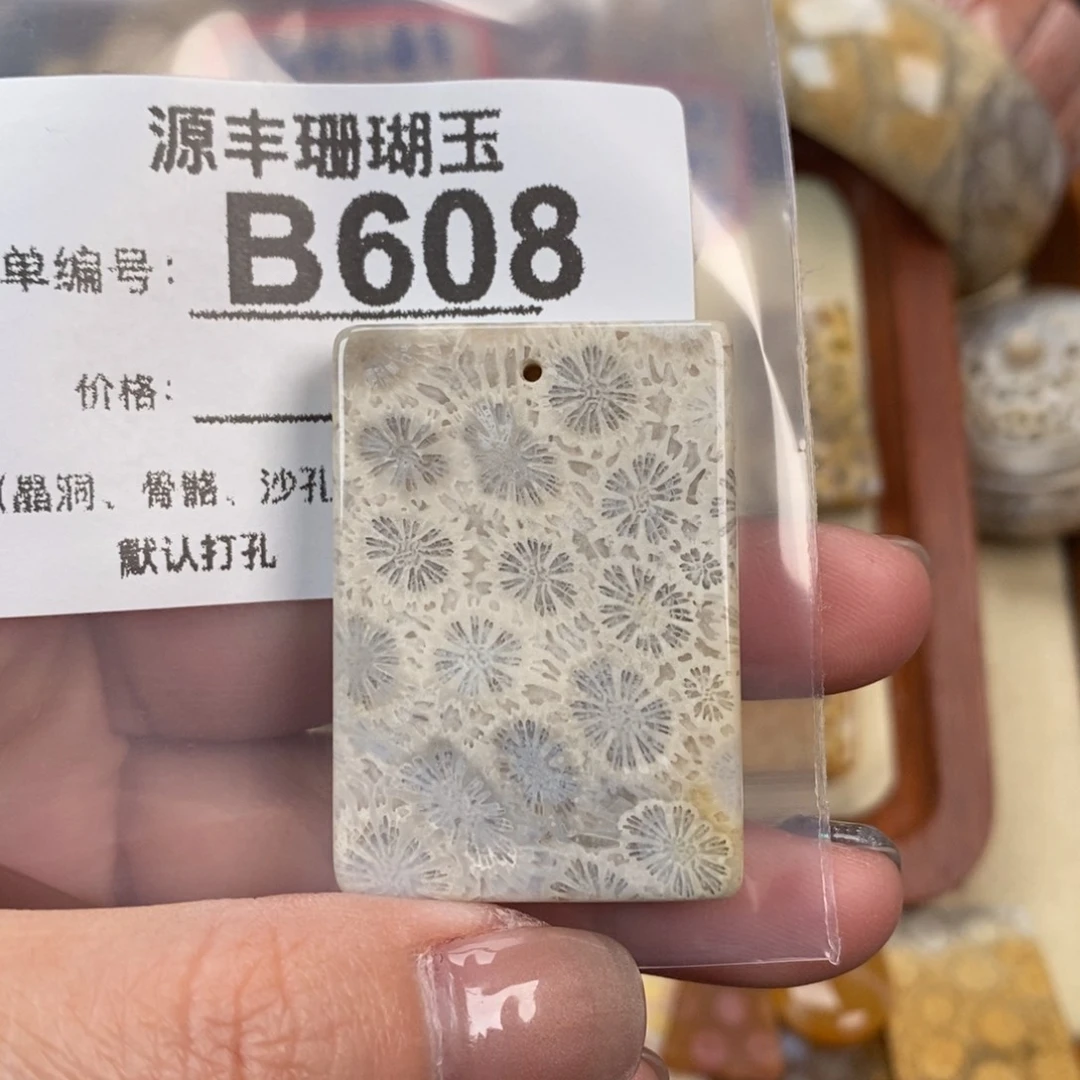 源丰珊瑚玉
单编号: B608
价格:
(晶洞、骨骼、沙孔
默认打孔